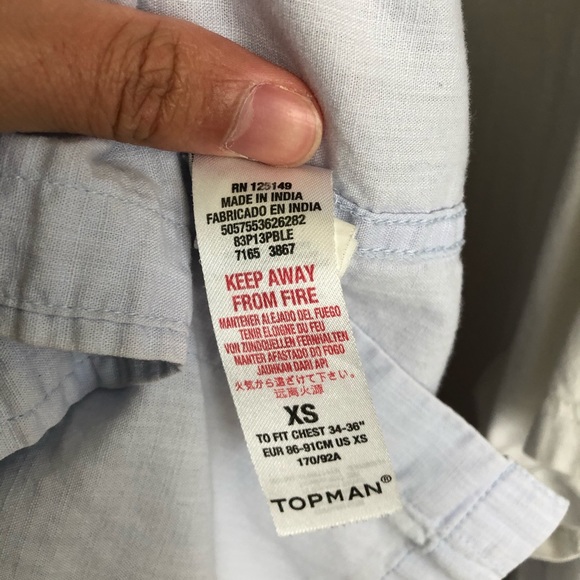 RN 125149
MADE IN INDIA
FABRICADO EN INDIA
5057553626282
83P13PBLE
7165 3867
KEEP AWAY
FROM FIRE
MANTENER ALEJADO DEL FUEGO
TENIR ELOIGNE DU FEU
VON ZUNDQUELLEN FERNHALTEN
MANTER AFASTADO DO FOGO
JAUHKAN DARI API
火気から遠ざけて下さい。
远离火源
XS
TO FIT CHEST 34-36"
EUR 86-91CM US XS
170/92A
TOPMAN®